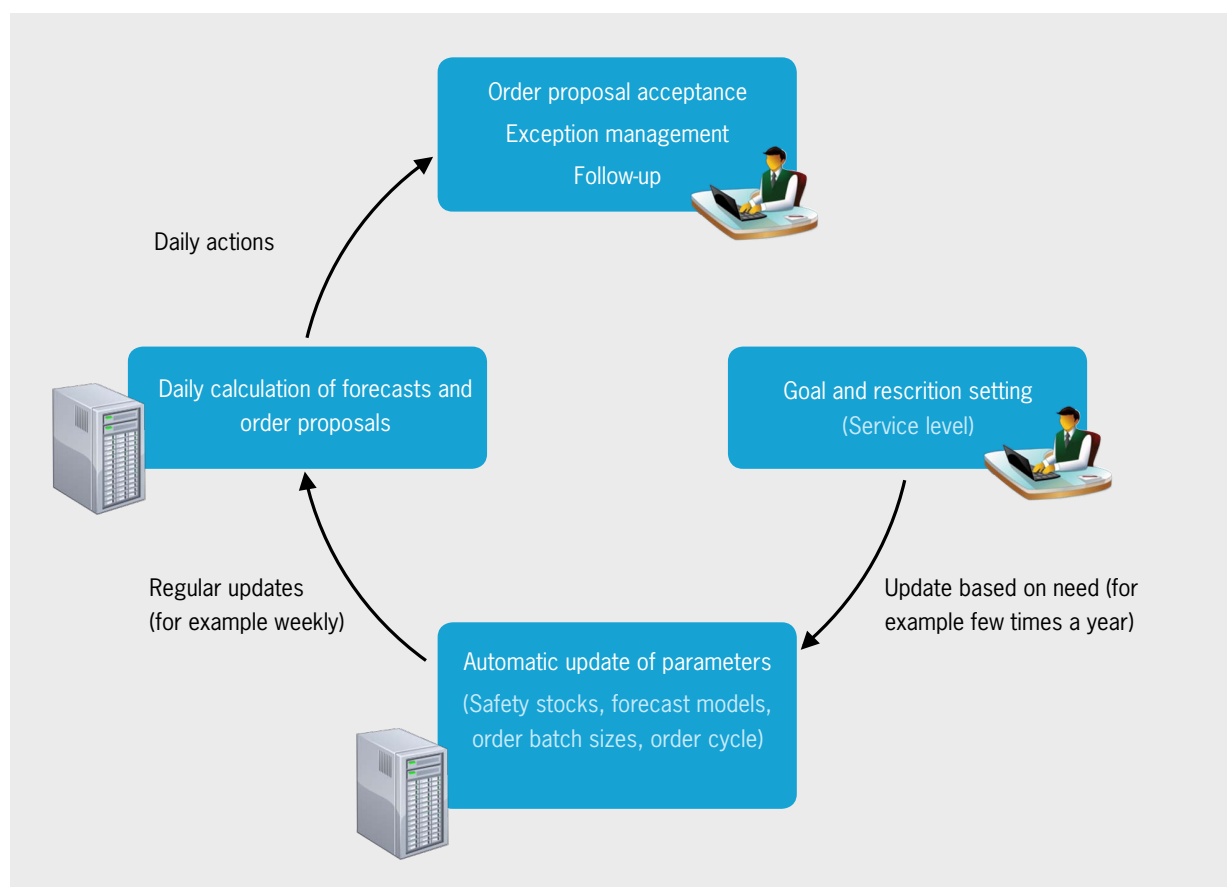 Order proposal acceptance
Exception management
Follow-up
Daily actions
Daily calculation of forecasts and
order proposals
Goal and rescrition setting
(Service level)
Regular updates
(for example weekly)
Update based on need (for
example few times a year)
Automatic update of parameters
(Safety stocks, forecast models,
order batch sizes, order cycle)